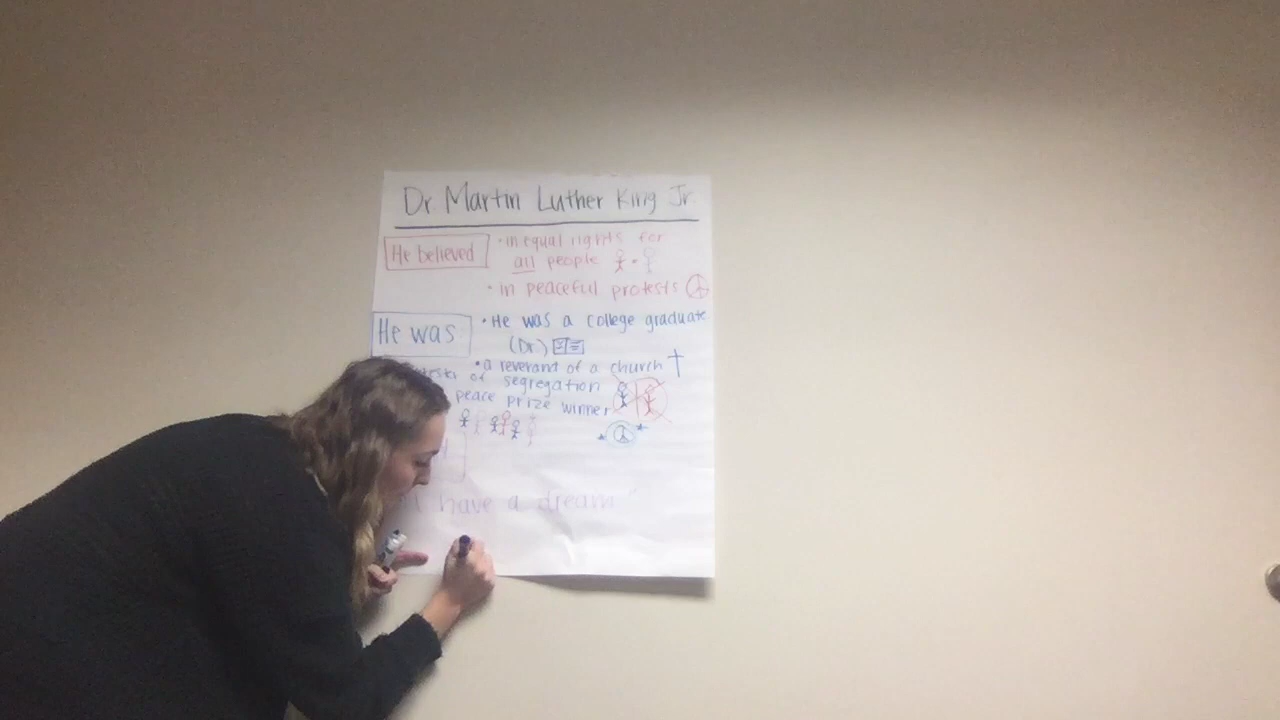 Dr. Martin Luther King Jr.
He believed
• in equal rights for
all people
• in peaceful protests
He was
• He was a college graduate
(Dr.)
• a reverant of a church
of segregation
peace prize winner
I have a dream"